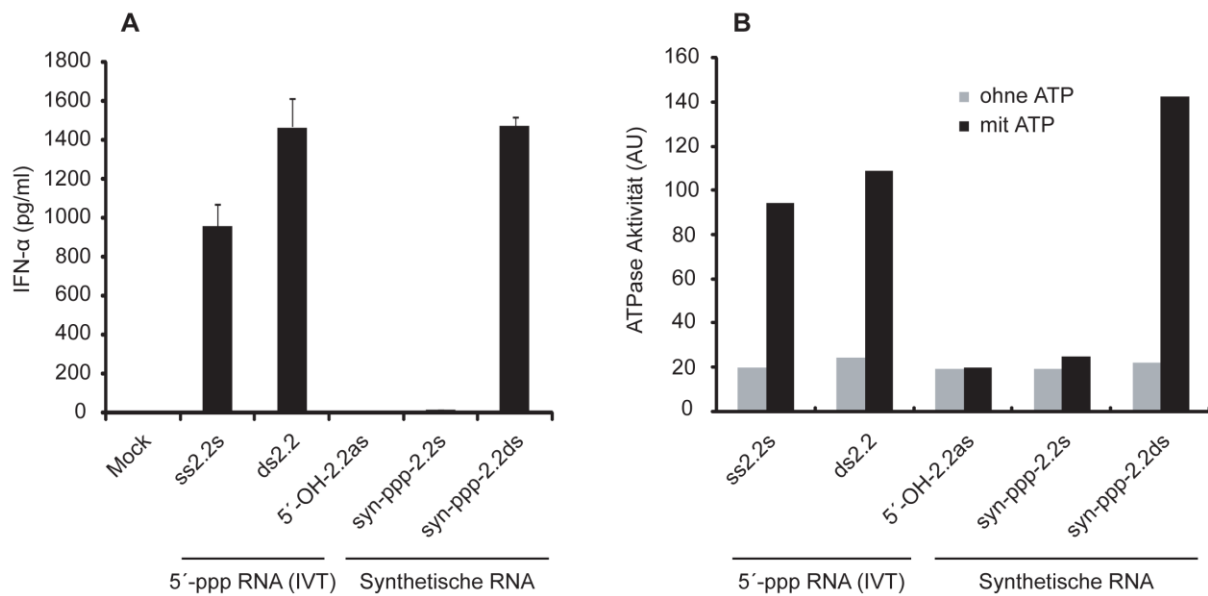 A
IFN-α (pg/ml)
1800
1600
1400
1200
1000
800
600
400
200
0
Mock
ss2.2s
ds2.2
5´-OH-2.2as
syn-ppp-2.2s
syn-ppp-2.2ds
5´-ppp RNA (IVT)
Synthetische RNA
B
ATPase Aktivität (AU)
160
140
120
100
80
60
40
20
0
ohne ATP
mit ATP
ss2.2s
ds2.2
5´-OH-2.2as
syn-ppp-2.2s
syn-ppp-2.2ds
5´-ppp RNA (IVT)
Synthetische RNA